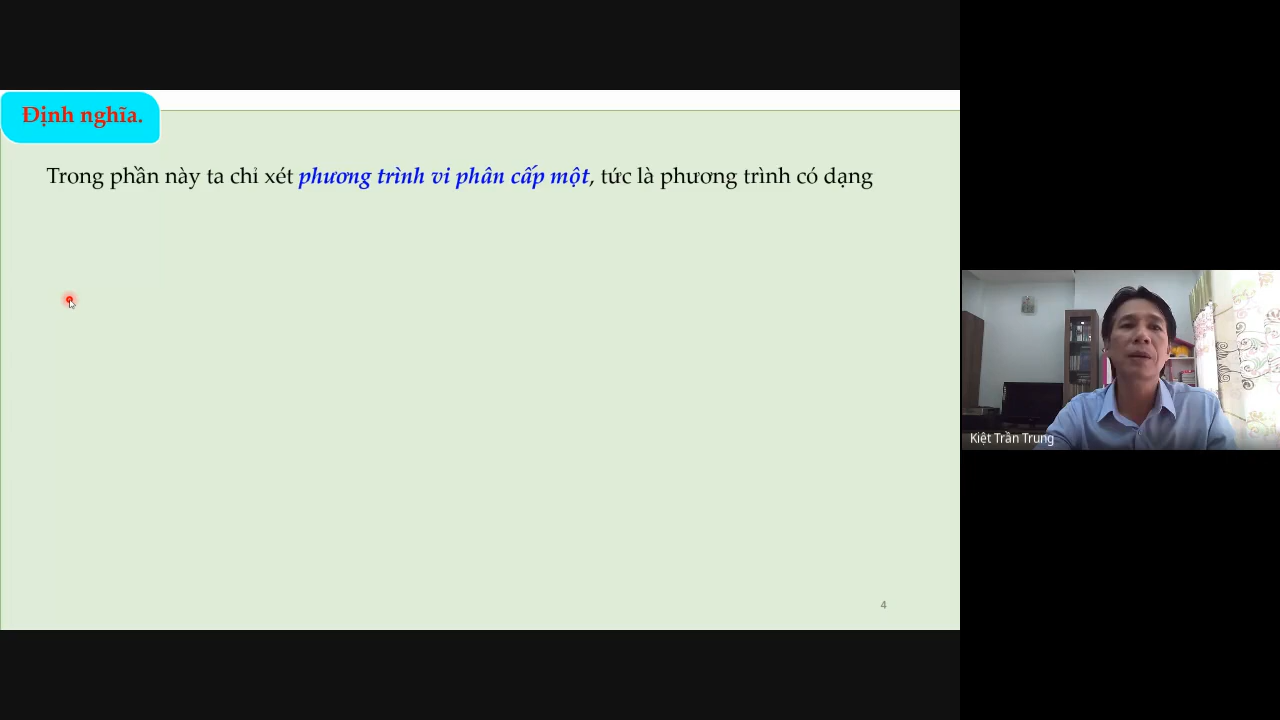 Định nghĩa.
Trong phần này ta chỉ xét phương trình vi phân cấp một, tức là phương trình có dạng
Kiệt Trần Trung
4